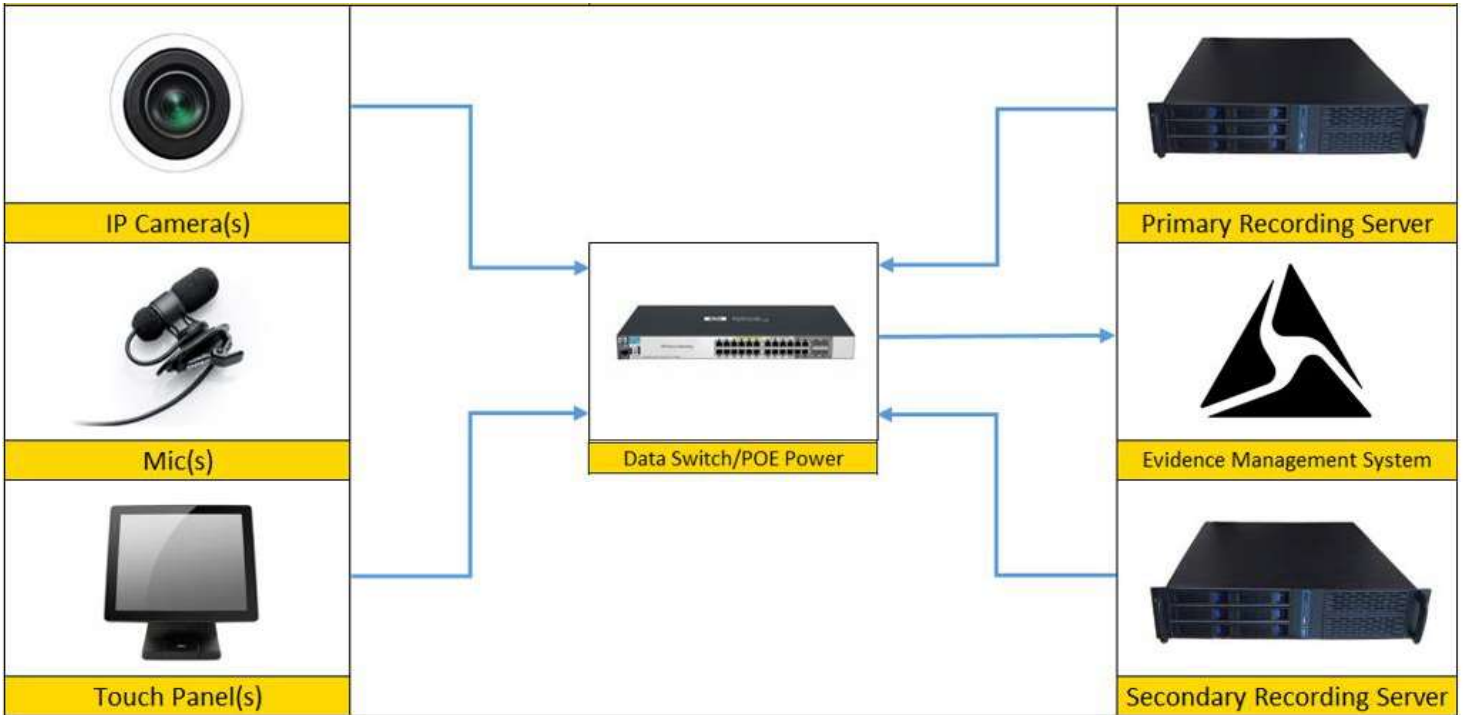 IP Camera(s)
Primary Recording Server
Mic(s)
Data Switch/POE Power
Evidence Management System
Touch Panel(s)
Secondary Recording Server